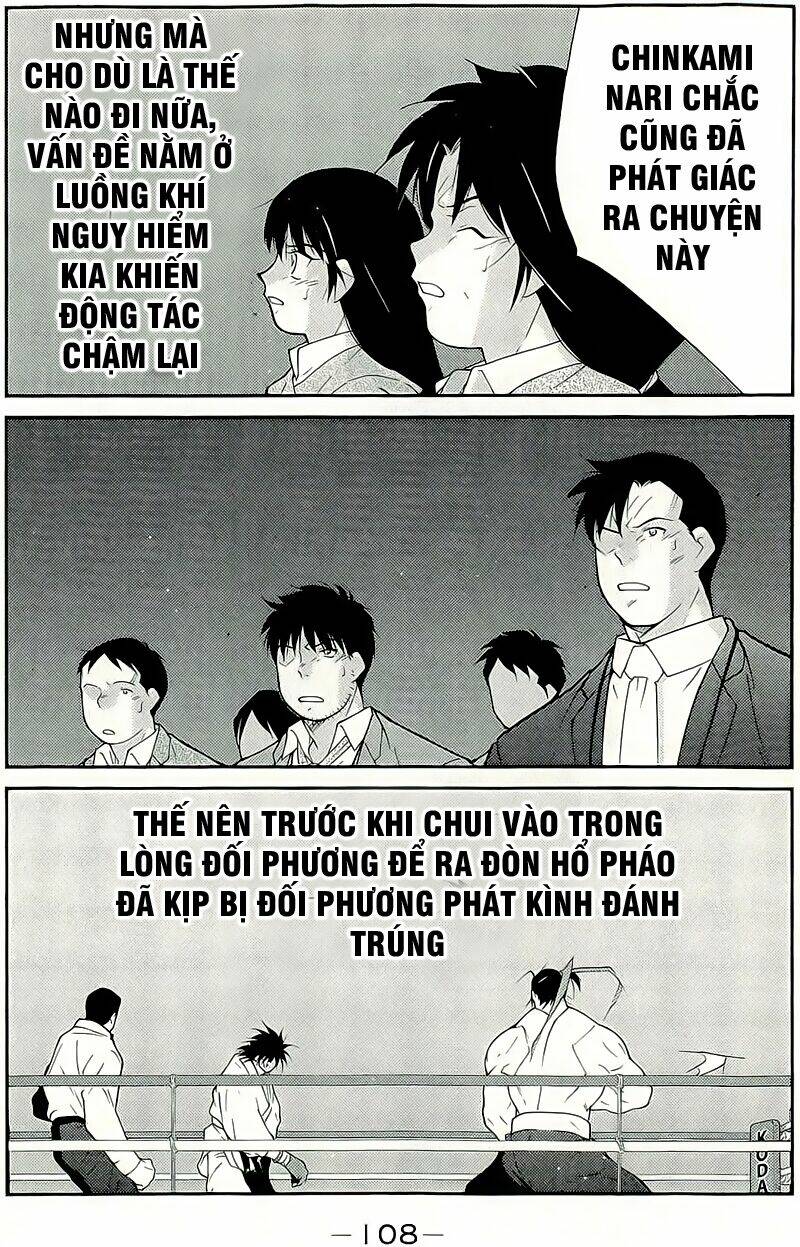 CHINKAMI
NARI CHẮC
CŨNG ĐÃ
PHÁT GIÁC
RA CHUYỆN
NÀY
NHƯNG MÀ
CHO DÙ LÀ THẾ
NÀO ĐI NỮA,
VẤN ĐỀ NẰM Ở
LUỒNG KHÍ
NGUY HIỂM
KIA KHIẾN
ĐỘNG TÁC
CHẬM LẠI
THẾ NÊN TRƯỚC KHI CHUI VÀO TRONG
LÒNG ĐỐI PHƯƠNG ĐỂ RA ĐÒN HỔ PHÁO
ĐÃ KỊP BỊ ĐỐI PHƯƠNG PHÁT KÌNH ĐÁNH
TRÚNG
KODA
—108—